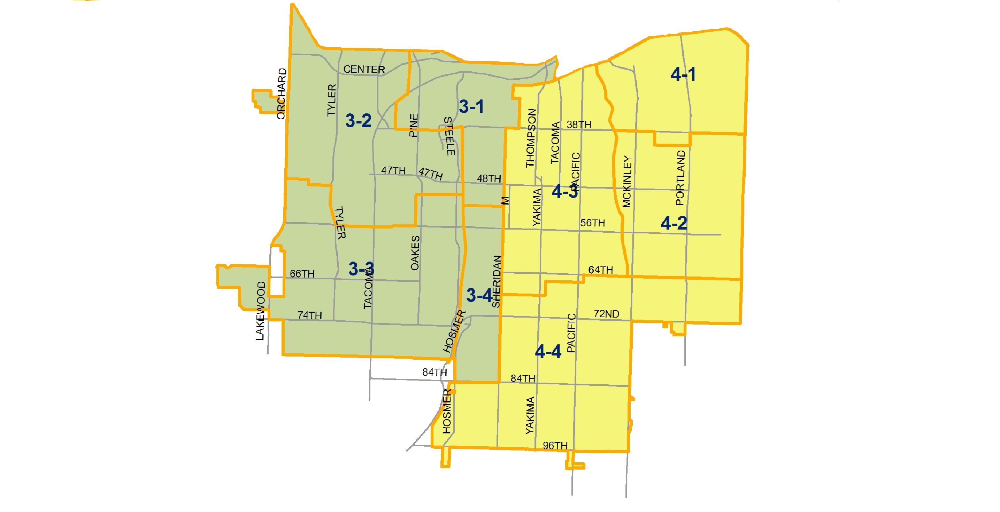 CENTER
4-1
ORCHARD
TYLER
3-2
3-1
PINE
STEELE
THOMPSON
TACOMA
38TH
PACIFIC
MCKINLEY
PORTLAND
47TH
47TH
48TH
4-3
M
YAKIMA
TYLER
56TH
4-2
OAKES
3-3
66TH
TACOMA
64TH
SHERIDAN
3-4
LAKEWOOD
74TH
HOSMER
72ND
PACIFIC
4-4
84TH
84TH
HOSMER
YAKIMA
96TH